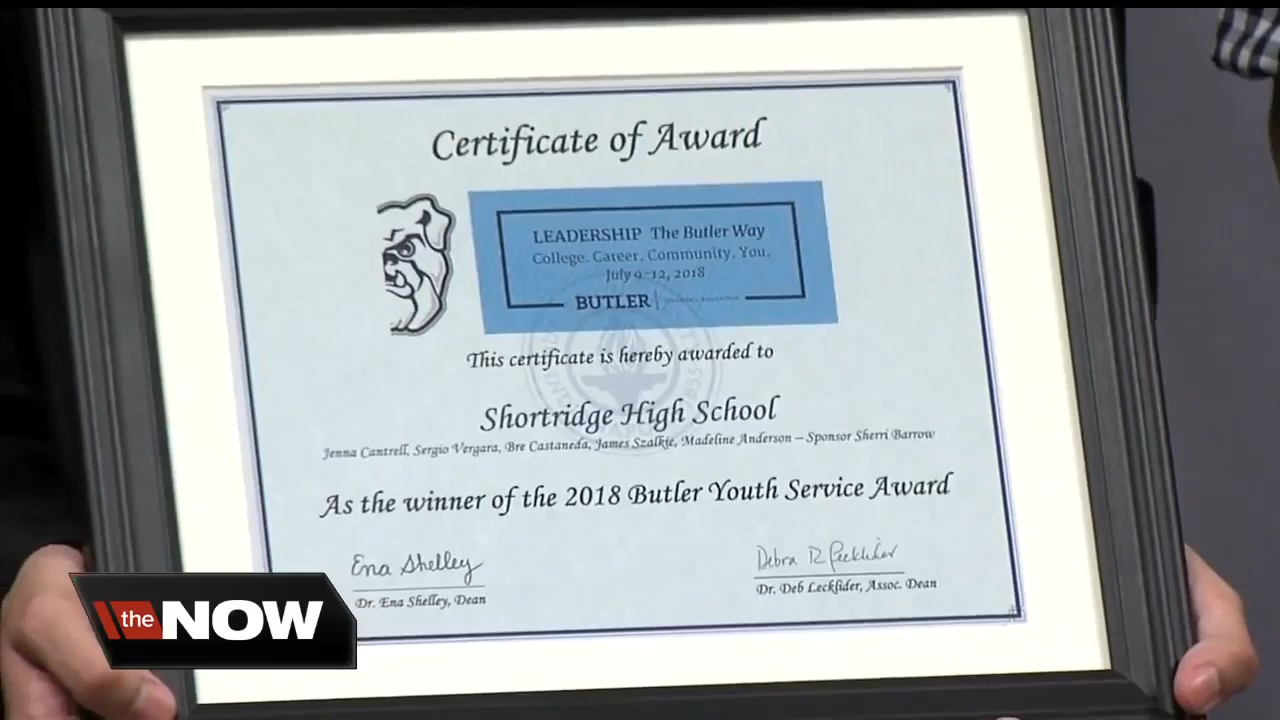 Certificate of Award
LEADERSHIP The Butler Way
College. Career. Community. You.
July 9-12, 2018
BUTLER
This certificate is hereby awarded to
Shortridge High School
Jenna Cantrell, Sergio Vergara, Bre Castaneda, James Szalkie, Madeline Anderson – Sponsor Sherri Barrow
As the winner of the 2018 Butler Youth Service Award
Ena Shelley
Dr. Ena Shelley, Dean
Debra R
Dr. Deb Leckfider, Assoc. Dean
the NOW